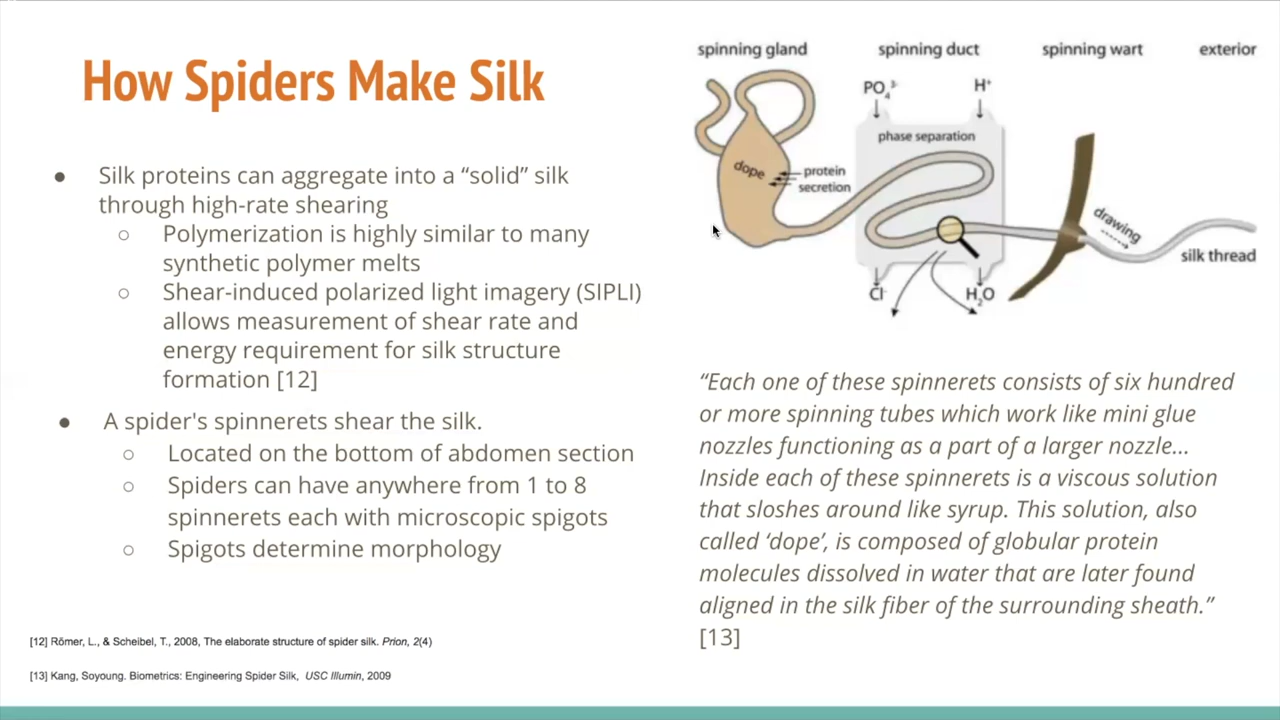 How Spiders Make Silk
● Silk proteins can aggregate into a “solid” silk
through high-rate shearing
○ Polymerization is highly similar to many
synthetic polymer melts
○ Shear-induced polarized light imagery (SIPLI)
allows measurement of shear rate and
energy requirement for silk structure
formation [12]
● A spider's spinnerets shear the silk.
○ Located on the bottom of abdomen section
○ Spiders can have anywhere from 1 to 8
spinnerets each with microscopic spigots
○ Spigots determine morphology
[12] Römer, L., & Scheibel, T., 2008, The elaborate structure of spider silk. Prion, 2(4)
[13] Kang, Soyoung. Biometrics: Engineering Spider Silk, USC Illumin, 2009
spinning gland spinning duct spinning wart exterior
PO₄³⁻ H⁺
phase separation
dope
protein
secretion
drawing
silk thread
Cl⁻ H₂O
“Each one of these spinnerets consists of six hundred
or more spinning tubes which work like mini glue
nozzles functioning as a part of a larger nozzle...
Inside each of these spinnerets is a viscous solution
that sloshes around like syrup. This solution, also
called ‘dope’, is composed of globular protein
molecules dissolved in water that are later found
aligned in the silk fiber of the surrounding sheath.”
[13]